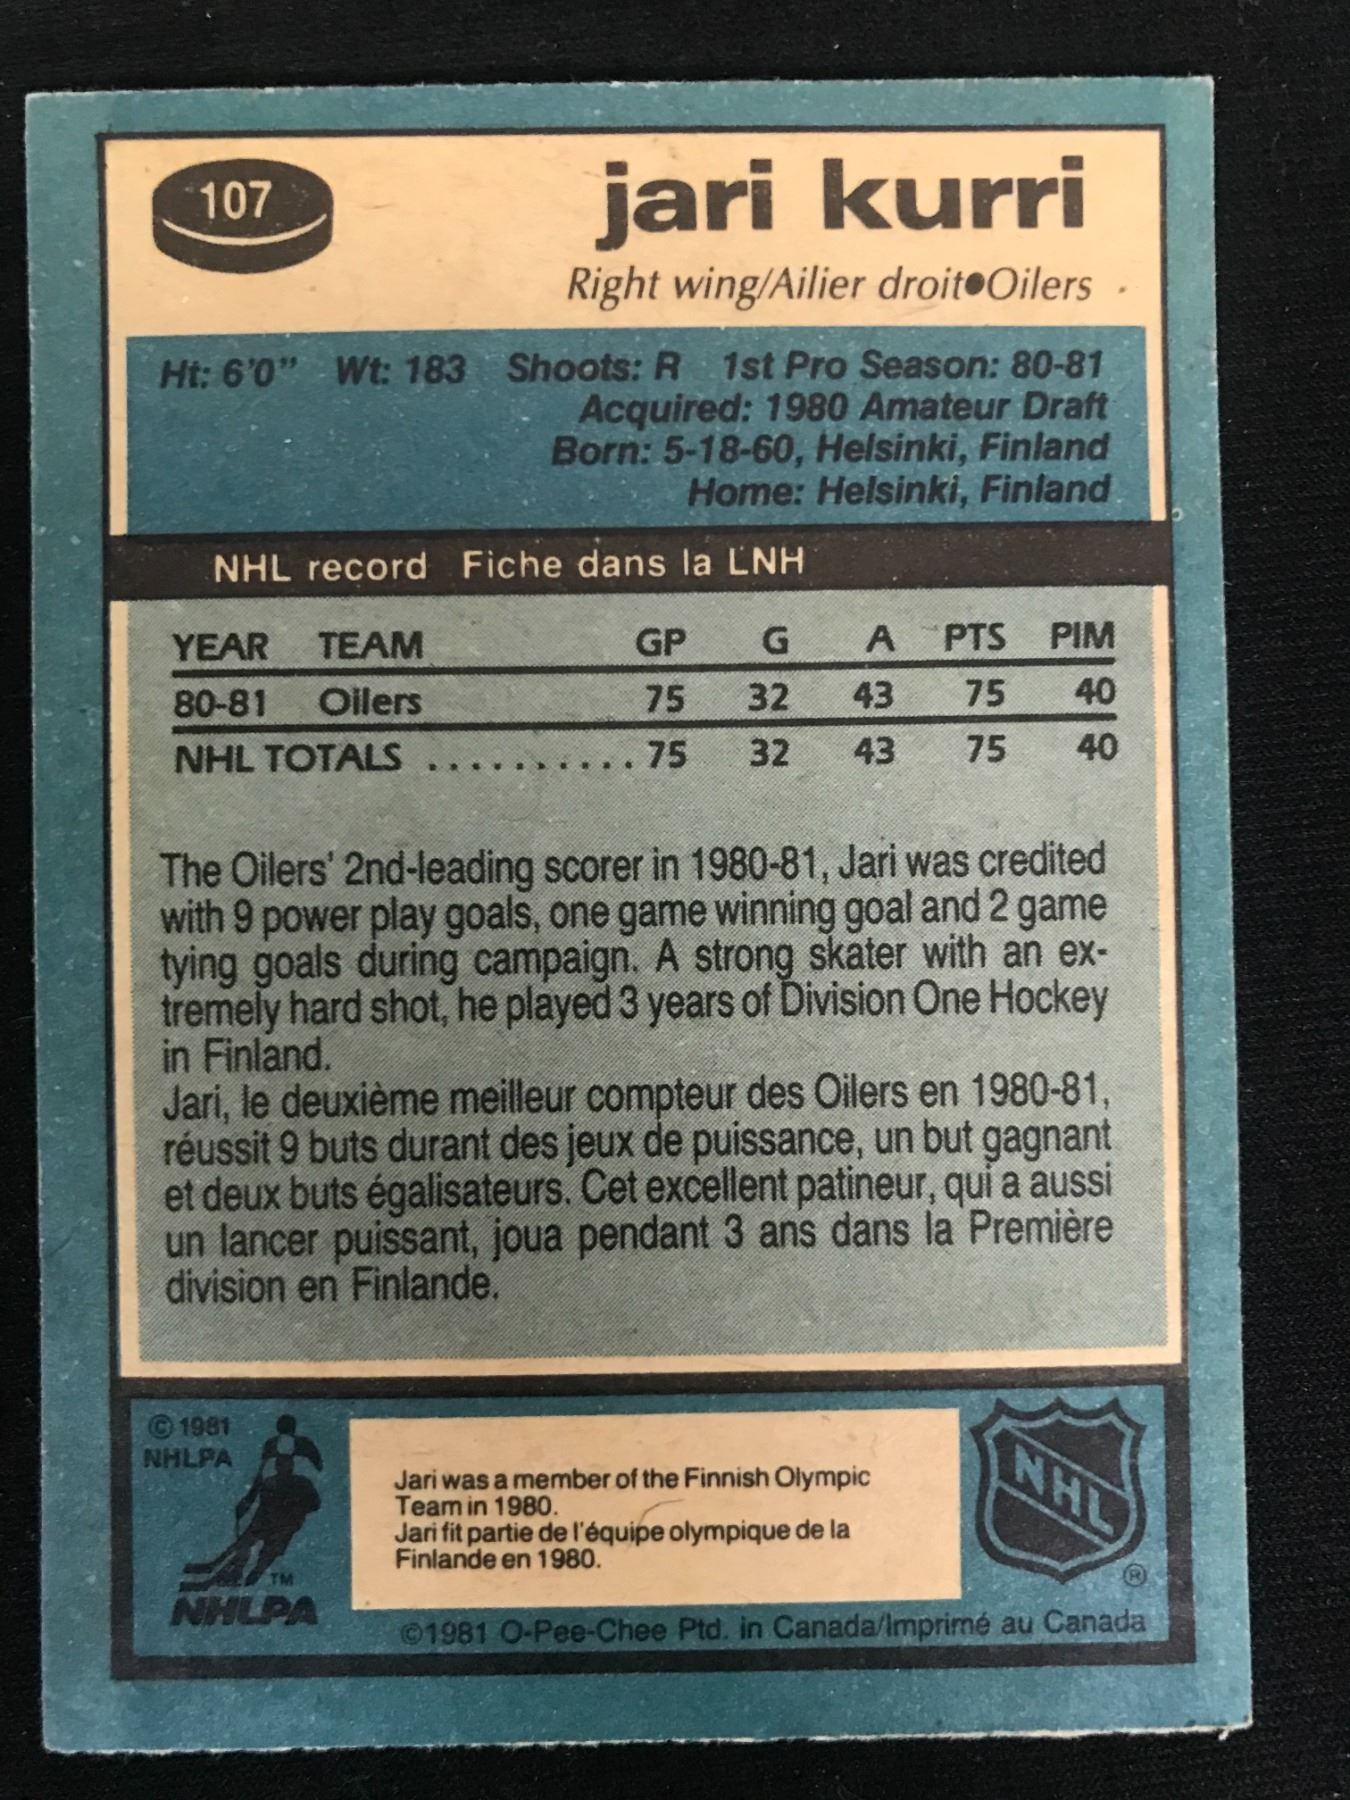 107
jari kurri
Right wing/Ailier droit●Oilers
Ht: 6'0" Wt: 183 Shoots: R 1st Pro Season: 80-81
Acquired: 1980 Amateur Draft
Born: 5-18-60, Helsinki, Finland
Home: Helsinki, Finland
NHL record Fiche dans la LNH
YEAR TEAM GP G A PTS PIM
80-81 Oilers 75 32 43 75 40
NHL TOTALS ........... 75 32 43 75 40
The Oilers' 2nd-leading scorer in 1980-81, Jari was credited
with 9 power play goals, one game winning goal and 2 game
tying goals during campaign. A strong skater with an ex-
tremely hard shot, he played 3 years of Division One Hockey
in Finland.
Jari, le deuxième meilleur compteur des Oilers en 1980-81,
réussit 9 buts durant des jeux de puissance, un but gagnant
et deux buts égalisateurs. Cet excellent patineur, qui a aussi
un lancer puissant, joua pendant 3 ans dans la Première
division en Finlande.
© 1981
NHLPA
TM
NHLPA
Jari was a member of the Finnish Olympic
Team in 1980.
Jari fit partie de l'équipe olympique de la
Finlande en 1980.
NHL
®
©1981 O-Pee-Chee Ptd. in Canada/Imprimé au Canada